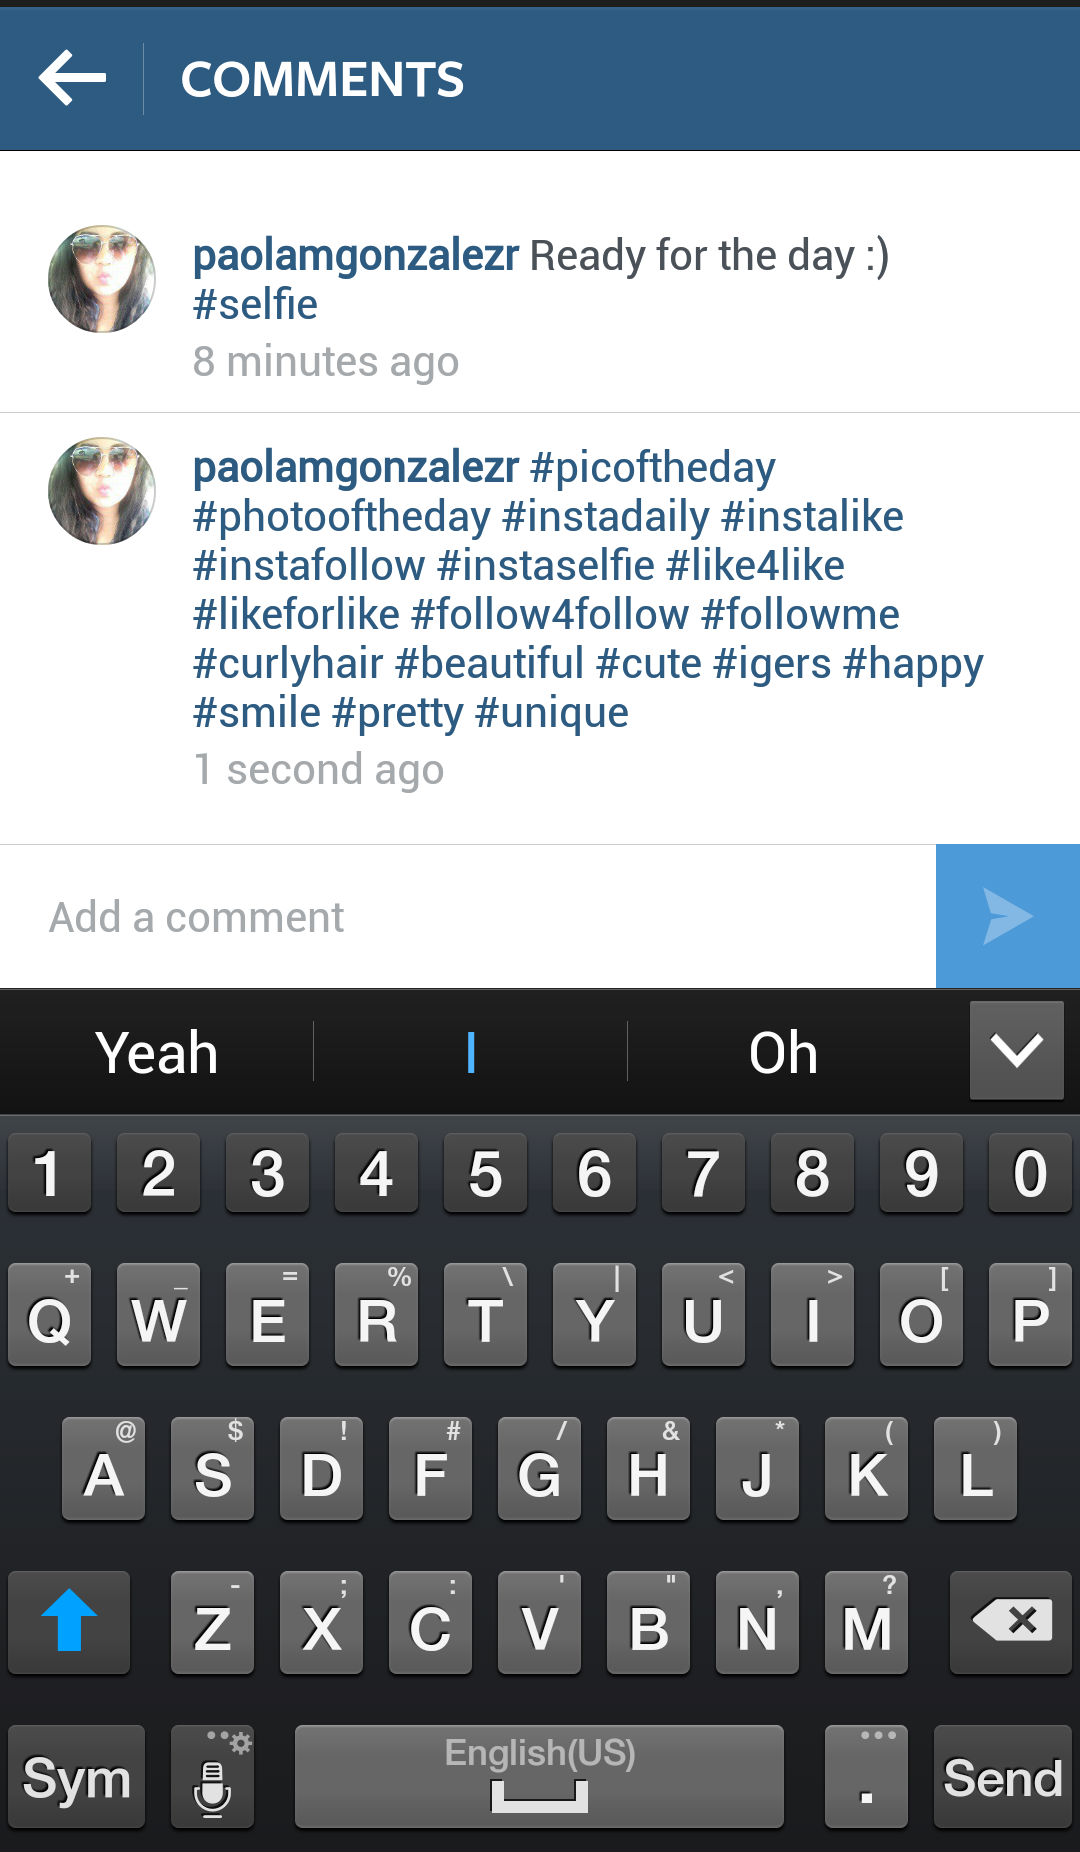 COMMENTS
paolamgonzalezr Ready for the day :)
#selfie
8 minutes ago
paolamgonzalezr #picoftheday
#photooftheday #instadaily #instalike
#instafollow #instaselfie #like4like
#likeforlike #follow4follow #followme
#curlyhair #beautiful #cute #igers #happy
#smile #pretty #unique
1 second ago
Add a comment
Yeah I Oh
1 2 3 4 5 6 7 8 9 0
+ _ = % \ | < > [ ]
Q W E R T Y U I O P
@ $ ! # / & * ( )
A S D F G H J K L
- ; : ' " , ?
Z X C V B N M
English(US)
Sym . Send